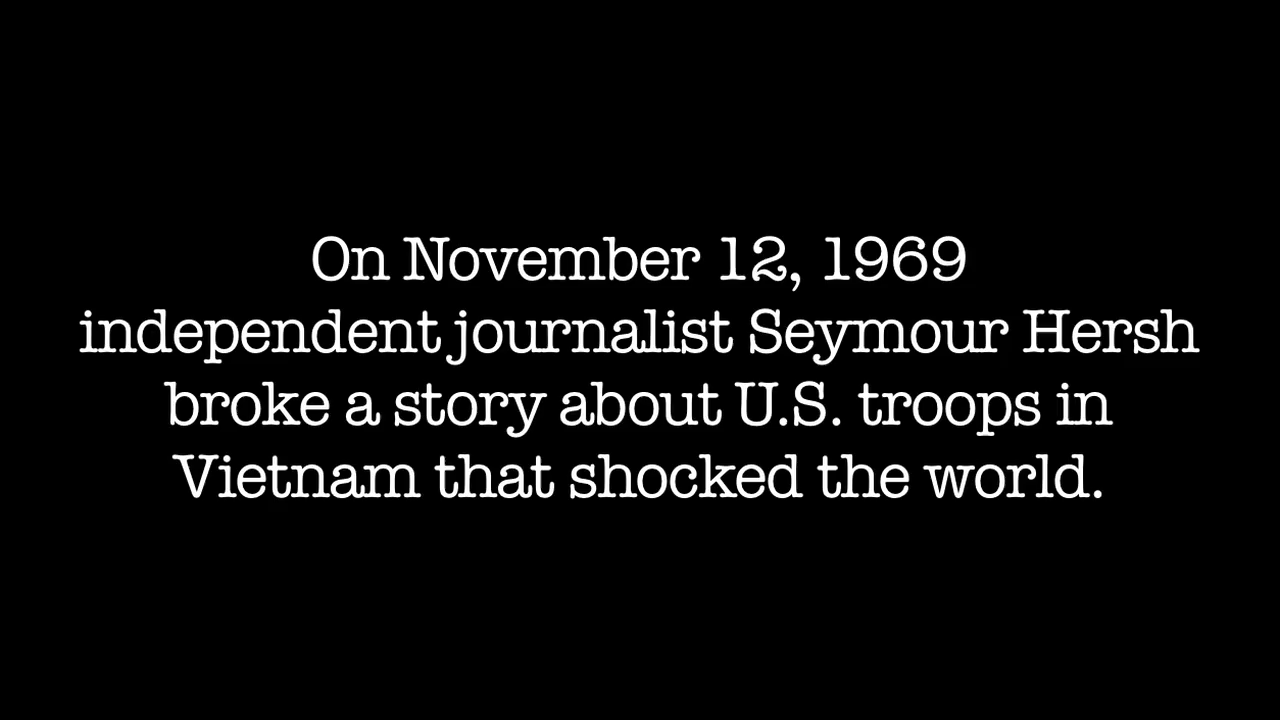 On November 12, 1969
independent journalist Seymour Hersh
broke a story about U.S. troops in
Vietnam that shocked the world.